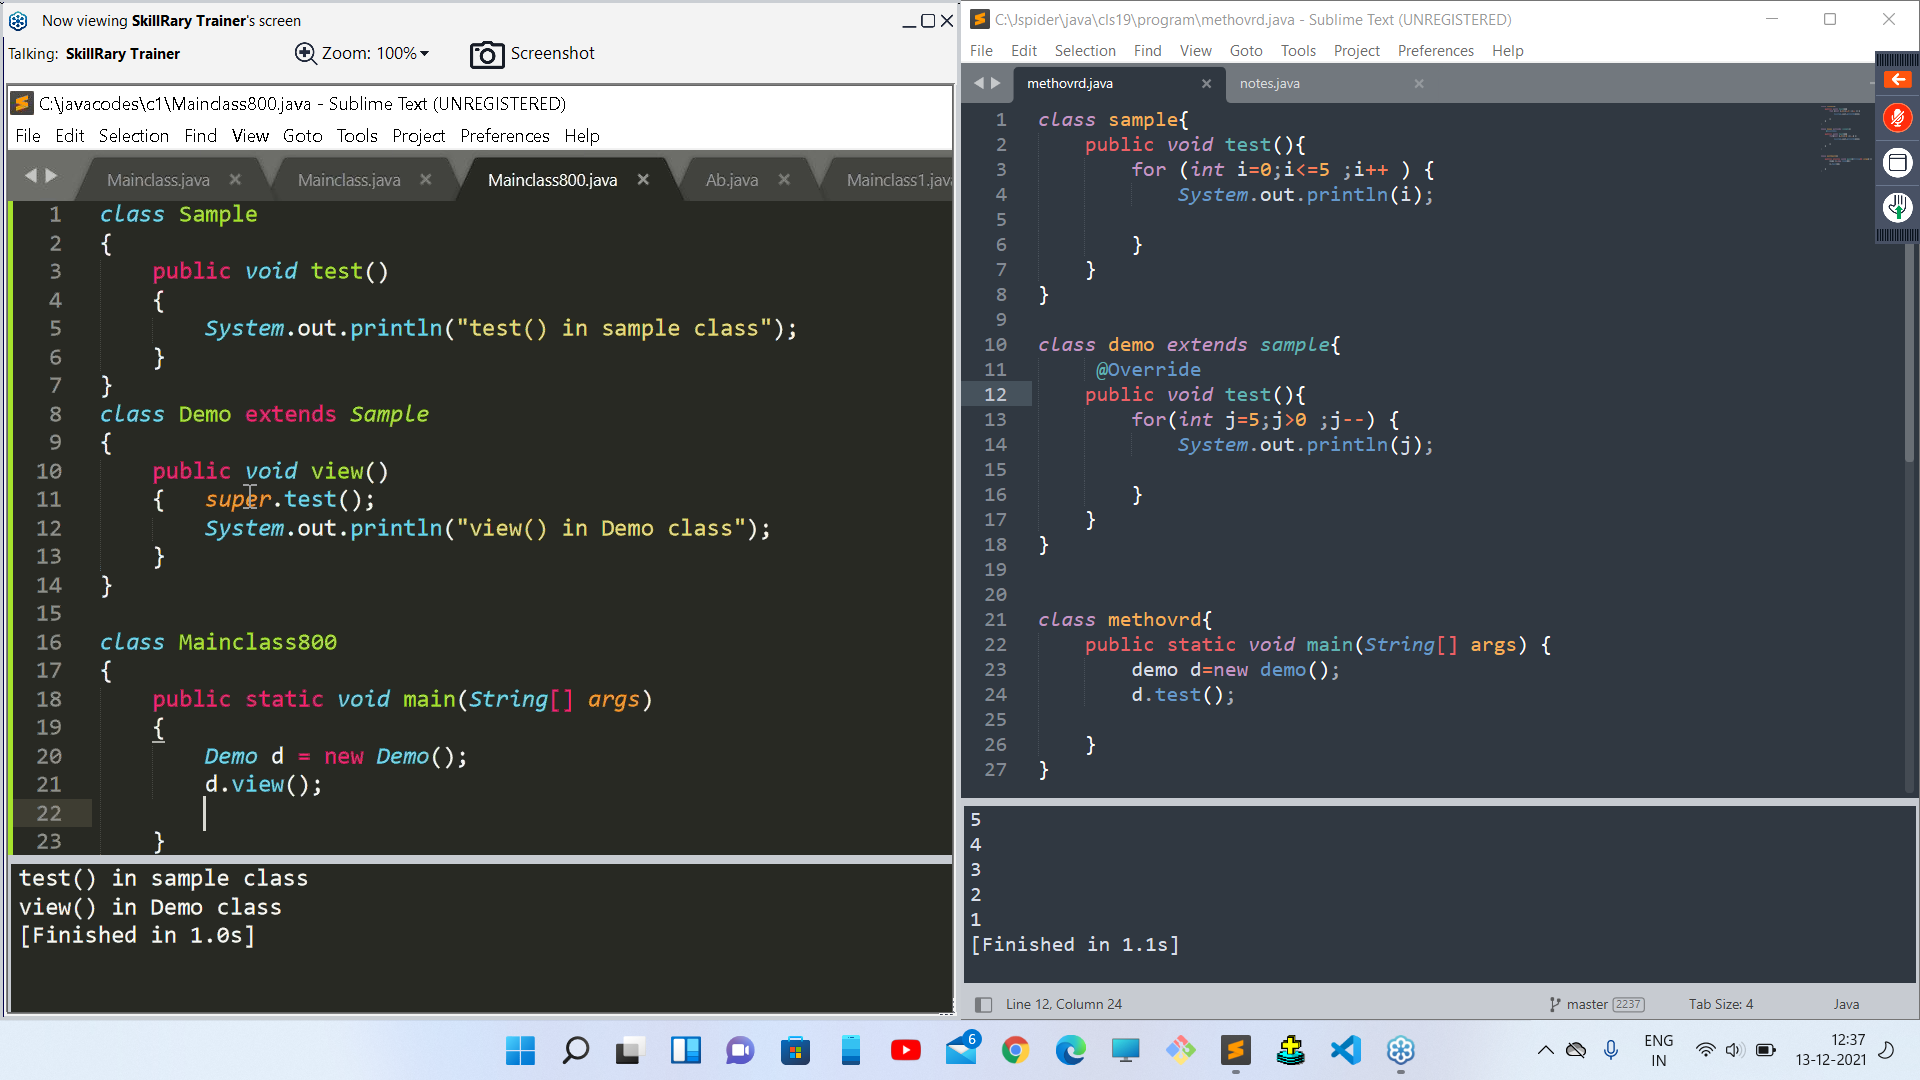 Now viewing SkillRary Trainer's screen
Talking: SkillRary Trainer
Zoom: 100%
Screenshot
C:\javacodes\c1\Mainclass800.java - Sublime Text (UNREGISTERED)
File Edit Selection Find View Goto Tools Project Preferences Help
Mainclass.java Mainclass.java Mainclass800.java Ab.java Mainclass1.java
1 class Sample
2 {
3 public void test()
4 {
5 System.out.println("test() in sample class");
6 }
7 }
8 class Demo extends Sample
9 {
10 public void view()
11 { super.test();
12 System.out.println("view() in Demo class");
13 }
14 }
15
16 class Mainclass800
17 {
18 public static void main(String[] args)
19 {
20 Demo d = new Demo();
21 d.view();
22
23 }
test() in sample class
view() in Demo class
[Finished in 1.0s]
C:\Jspider\java\cls19\program\methovrd.java - Sublime Text (UNREGISTERED)
File Edit Selection Find View Goto Tools Project Preferences Help
methovrd.java notes.java
1 class sample{
2 public void test(){
3 for (int i=0;i<=5 ;i++ ) {
4 System.out.println(i);
5
6 }
7 }
8 }
9
10 class demo extends sample{
11 @Override
12 public void test(){
13 for(int j=5;j>0 ;j--) {
14 System.out.println(j);
15
16 }
17 }
18 }
19
20
21 class methovrd{
22 public static void main(String[] args) {
23 demo d=new demo();
24 d.test();
25
26 }
27 }
5
4
3
2
1
[Finished in 1.1s]
Line 12, Column 24
master 2237
Tab Size: 4
Java
6
ENG
IN
12:37
13-12-2021